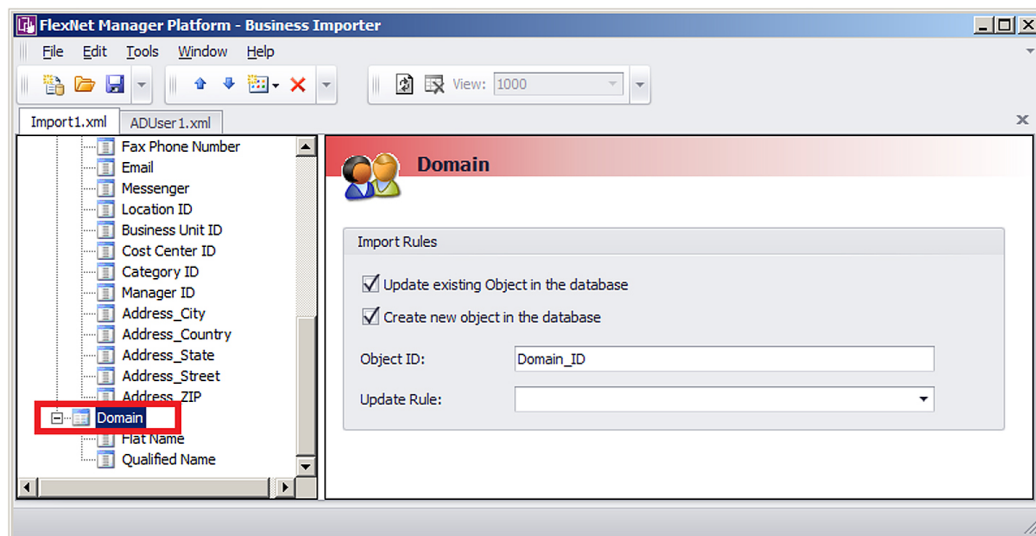 FlexNet Manager Platform - Business Importer
File Edit Tools Window Help
View: 1000
Import1.xml ADUser1.xml
Fax Phone Number
Email
Messenger
Location ID
Business Unit ID
Cost Center ID
Category ID
Manager ID
Address_City
Address_Country
Address_State
Address_Street
Address_ZIP
Domain
Flat Name
Qualified Name
Domain
Import Rules
Update existing Object in the database
Create new object in the database
Object ID: Domain_ID
Update Rule: